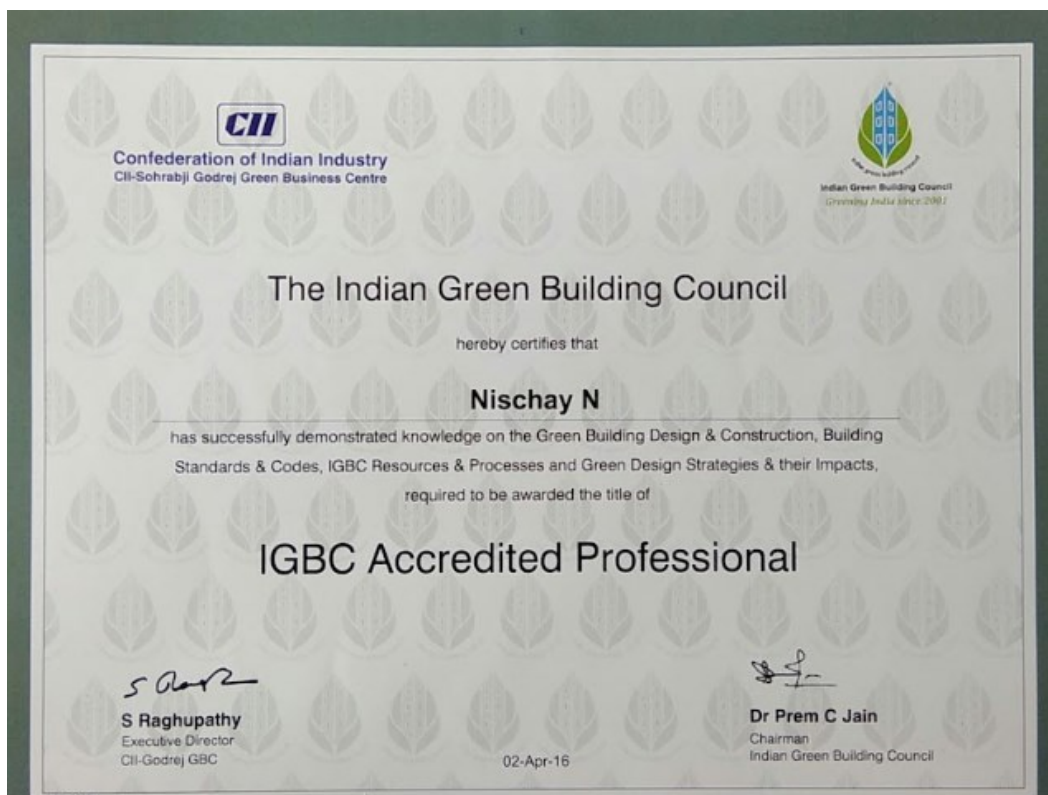 CII
Confederation of Indian Industry
CII-Sohrabji Godrej Green Business Centre
indian green building council
Indian Green Building Council
Greening India since 2001
The Indian Green Building Council
hereby certifies that
Nischay N
has successfully demonstrated knowledge on the Green Building Design & Construction, Building
Standards & Codes, IGBC Resources & Processes and Green Design Strategies & their Impacts,
required to be awarded the title of
IGBC Accredited Professional
S Raghupathy
Executive Director
CII-Godrej GBC
02-Apr-16
Dr Prem C Jain
Chairman
Indian Green Building Council